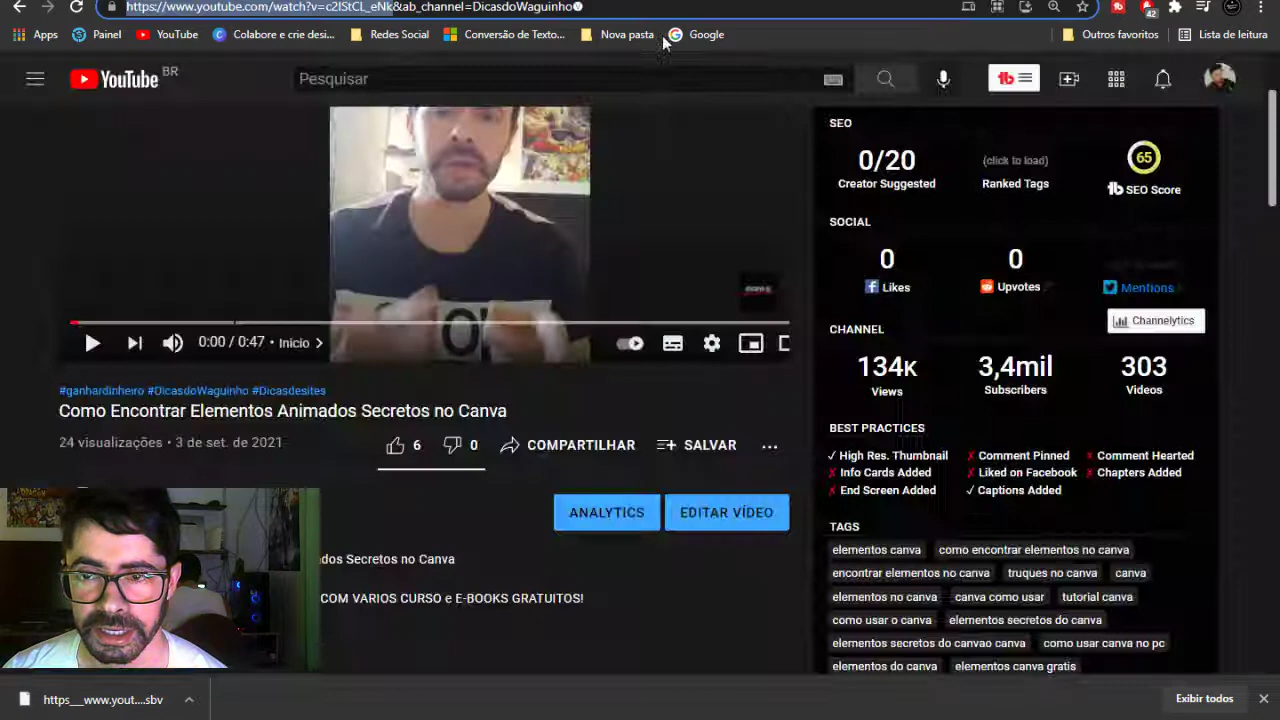 https://www.youtube.com/watch?v=c2lStCL_eNk&ab_channel=DicasdoWaguinho
42
Apps
Painel
YouTube
Colabore e crie desi...
Redes Social
Conversão de Texto...
Nova pasta
Google
Outros favoritos
Lista de leitura
YouTube BR
Pesquisar
SEO
0/20
Creator Suggested
(click to load)
Ranked Tags
65
SEO Score
SOCIAL
0
Likes
0
Upvotes
Mentions
Channelytics
CHANNEL
134K
Views
3,4mil
Subscribers
303
Videos
0:00 / 0:47 • Inicio
#ganhardinheiro #DicasdoWaguinho #Dicasdesites
Como Encontrar Elementos Animados Secretos no Canva
24 visualizações • 3 de set. de 2021
6
0
COMPARTILHAR
SALVAR
BEST PRACTICES
High Res. Thumbnail
Comment Pinned
Comment Hearted
Info Cards Added
Liked on Facebook
Chapters Added
End Screen Added
Captions Added
ANALYTICS
EDITAR VÍDEO
TAGS
elementos canva
como encontrar elementos no canva
encontrar elementos no canva
truques no canva
canva
elementos no canva
canva como usar
tutorial canva
como usar o canva
elementos secretos do canva
elementos secretos do canvao canva
como usar canva no pc
elementos do canva
elementos canva gratis
dos Secretos no Canva
COM VARIOS CURSO e E-BOOKS GRATUITOS!
https__www.yout....sbv
Exibir todos